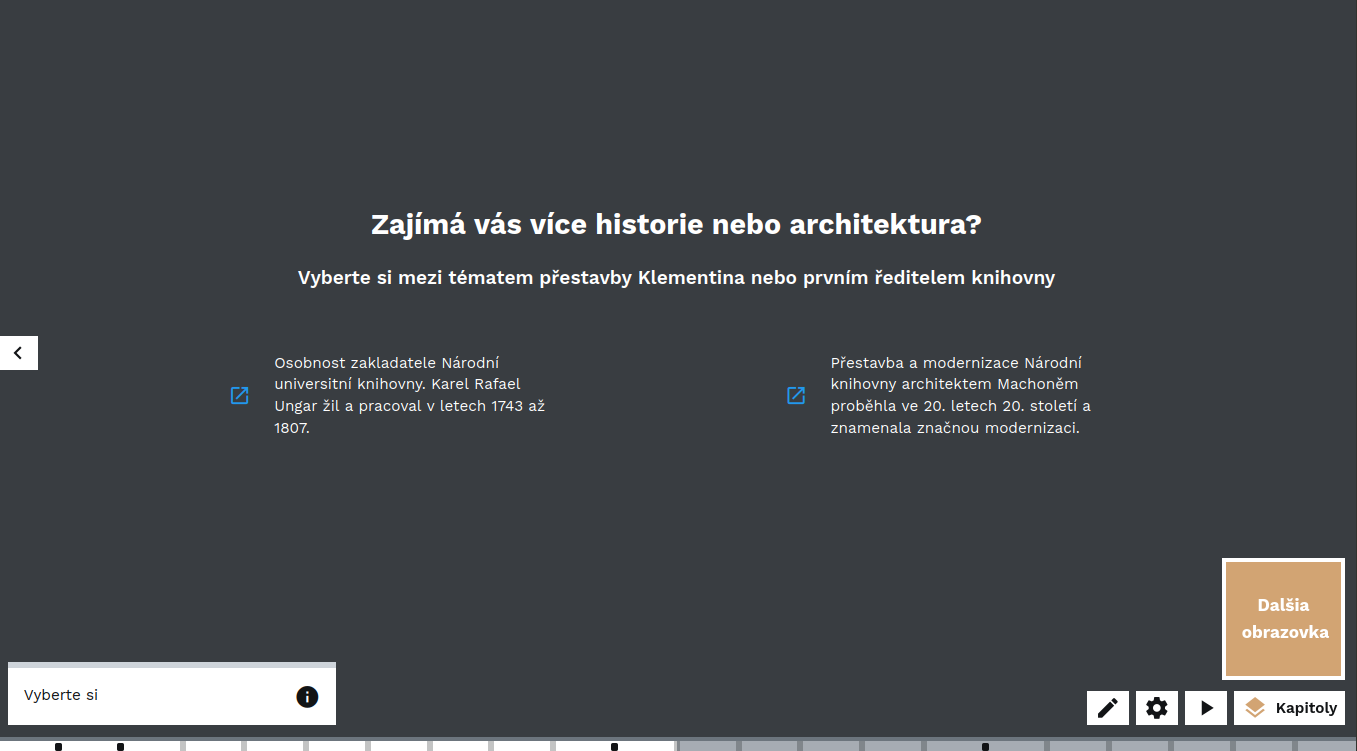 Zajímá vás více historie nebo architektura?
Vyberte si mezi tématem přestavby Klementina nebo prvním ředitelem knihovny
Osobnost zakladatele Národní
universitní knihovny. Karel Rafael
Ungar žil a pracoval v letech 1743 až
1807.
Přestavba a modernizace Národní
knihovny architektem Machoněm
proběhla ve 20. letech 20. století a
znamenala značnou modernizaci.
Dalšia
obrazovka
Vyberte si
Kapitoly